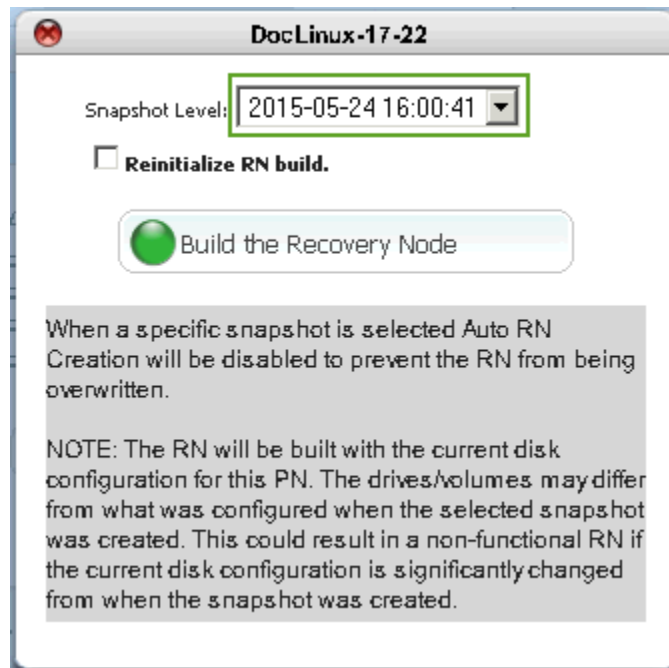 DocLinux-17-22
Snapshot Level: 2015-05-24 16:00:41
Reinitialize RN build.
Build the Recovery Node
When a specific snapshot is selected Auto RN
Creation will be disabled to prevent the RN from being
overwritten.
NOTE: The RN will be built with the current disk
configuration for this PN. The drives/volumes may differ
from what was configured when the selected snapshot
was created. This could result in a non-functional RN if
the current disk configuration is significantly changed
from when the snapshot was created.